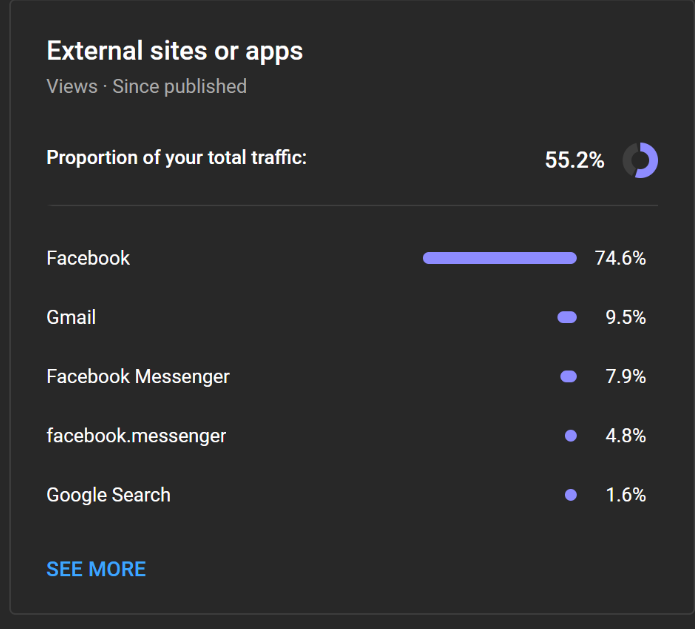 External sites or apps
Views · Since published
Proportion of your total traffic: 55.2%
Facebook 74.6%
Gmail 9.5%
Facebook Messenger 7.9%
facebook.messenger 4.8%
Google Search 1.6%
SEE MORE